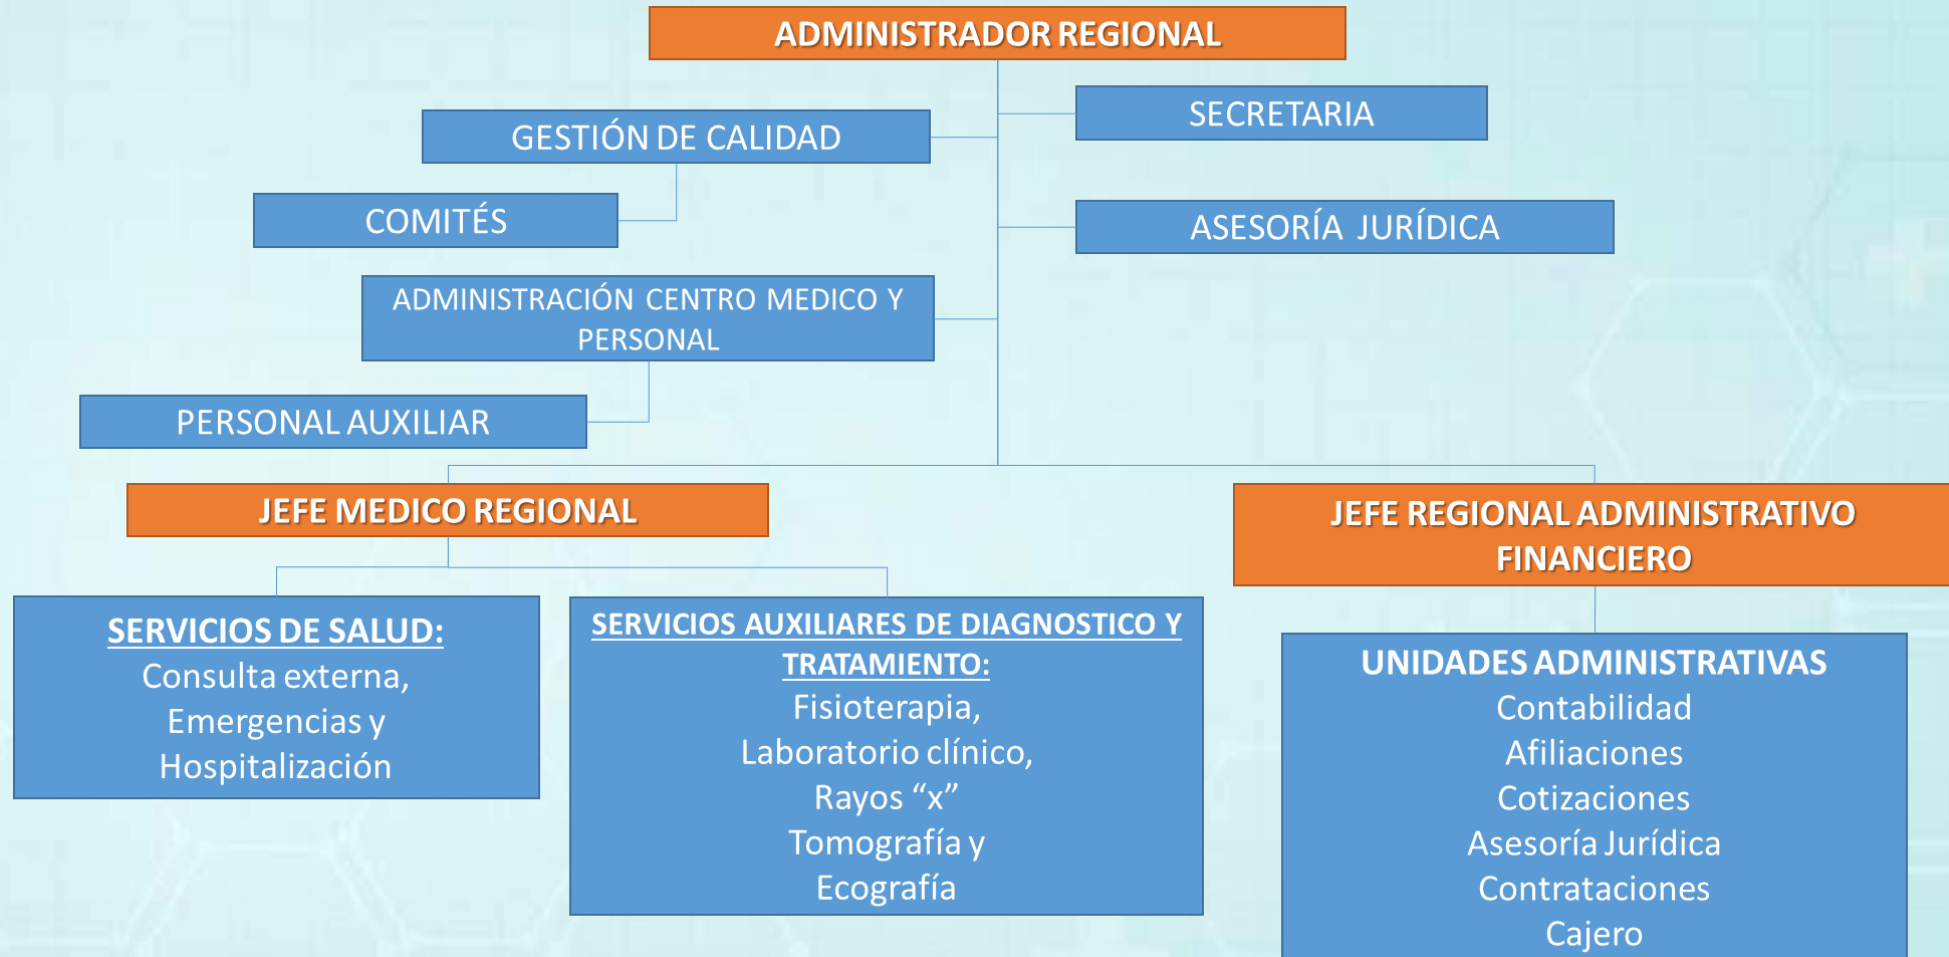 ADMINISTRADOR REGIONAL
SECRETARIA
GESTIÓN DE CALIDAD
COMITÉS
ASESORÍA JURÍDICA
ADMINISTRACIÓN CENTRO MEDICO Y
PERSONAL
PERSONAL AUXILIAR
JEFE MEDICO REGIONAL
JEFE REGIONAL ADMINISTRATIVO
FINANCIERO
SERVICIOS DE SALUD:
Consulta externa,
Emergencias y
Hospitalización
SERVICIOS AUXILIARES DE DIAGNOSTICO Y
TRATAMIENTO:
Fisioterapia,
Laboratorio clínico,
Rayos “x”
Tomografía y
Ecografía
UNIDADES ADMINISTRATIVAS
Contabilidad
Afiliaciones
Cotizaciones
Asesoría Jurídica
Contrataciones
Cajero